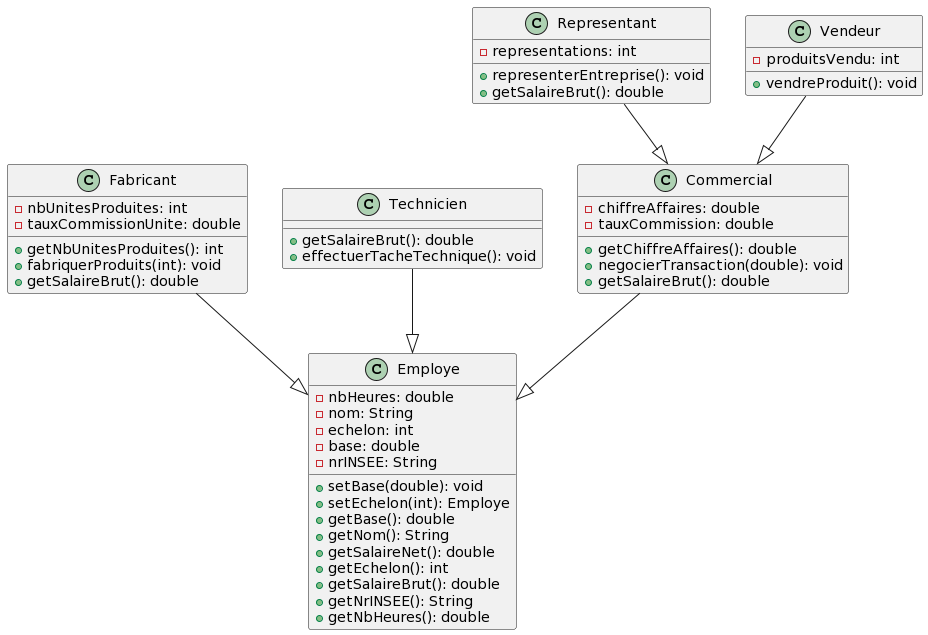 C Representant
representations: int
representerEntreprise(): void
getSalaireBrut(): double
C Vendeur
produitsVendu: int
vendreProduit(): void
C Fabricant
nbUnitesProduites: int
tauxCommissionUnite: double
getNbUnitesProduites(): int
fabriquerProduits(int): void
getSalaireBrut(): double
C Technicien
getSalaireBrut(): double
effectuerTacheTechnique(): void
C Commercial
chiffreAffaires: double
tauxCommission: double
getChiffreAffaires(): double
negocierTransaction(double): void
getSalaireBrut(): double
C Employe
nbHeures: double
nom: String
echelon: int
base: double
nrINSEE: String
setBase(double): void
setEchelon(int): Employe
getBase(): double
getNom(): String
getSalaireNet(): double
getEchelon(): int
getSalaireBrut(): double
getNrINSEE(): String
getNbHeures(): double